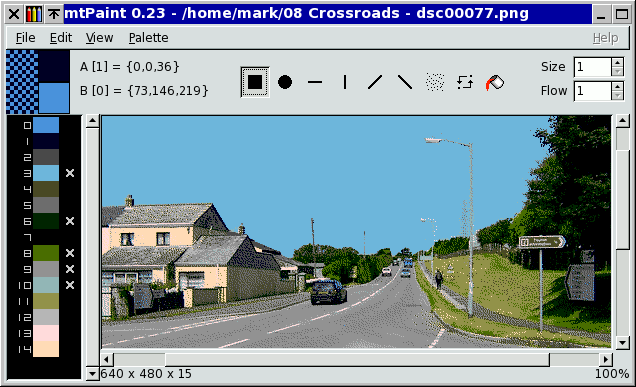 mtPaint 0.23 - /home/mark/08 Crossroads - dsc00077.png
File Edit View Palette Help
A [1] = {0,0,36}
B [0] = {73,146,219}
Size 1
Flow 1
0
1
2
3
4
5
6
7
8
9
10
11
12
13
14
640 x 480 x 15
100%